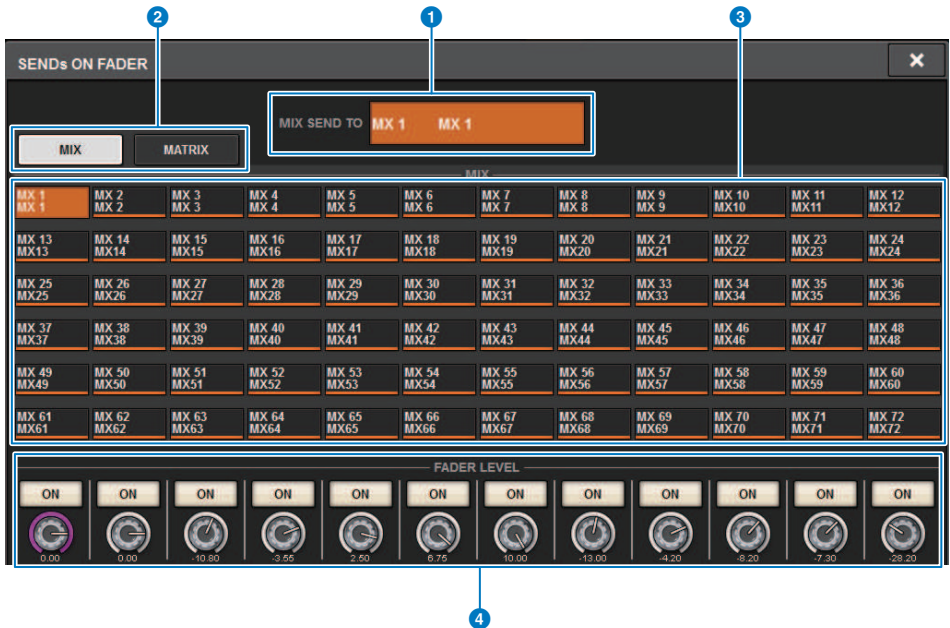 2 1 3
SENDs ON FADER ×
MIX SEND TO MX 1 MX 1
MIX MATRIX
MIX
MX 1 MX 2 MX 3 MX 4 MX 5 MX 6 MX 7 MX 8 MX 9 MX 10 MX 11 MX 12
MX 1 MX 2 MX 3 MX 4 MX 5 MX 6 MX 7 MX 8 MX 9 MX10 MX11 MX12
MX 13 MX 14 MX 15 MX 16 MX 17 MX 18 MX 19 MX 20 MX 21 MX 22 MX 23 MX 24
MX13 MX14 MX15 MX16 MX17 MX18 MX19 MX20 MX21 MX22 MX23 MX24
MX 25 MX 26 MX 27 MX 28 MX 29 MX 30 MX 31 MX 32 MX 33 MX 34 MX 35 MX 36
MX25 MX26 MX27 MX28 MX29 MX30 MX31 MX32 MX33 MX34 MX35 MX36
MX 37 MX 38 MX 39 MX 40 MX 41 MX 42 MX 43 MX 44 MX 45 MX 46 MX 47 MX 48
MX37 MX38 MX39 MX40 MX41 MX42 MX43 MX44 MX45 MX46 MX47 MX48
MX 49 MX 50 MX 51 MX 52 MX 53 MX 54 MX 55 MX 56 MX 57 MX 58 MX 59 MX 60
MX49 MX50 MX51 MX52 MX53 MX54 MX55 MX56 MX57 MX58 MX59 MX60
MX 61 MX 62 MX 63 MX 64 MX 65 MX 66 MX 67 MX 68 MX 69 MX 70 MX 71 MX 72
MX61 MX62 MX63 MX64 MX65 MX66 MX67 MX68 MX69 MX70 MX71 MX72
FADER LEVEL
ON ON ON ON ON ON ON ON ON ON ON ON
0.00 0.00 -10.80 -3.55 2.50 6.75 10.00 -13.00 -4.20 -8.20 -7.30 -28.20
4